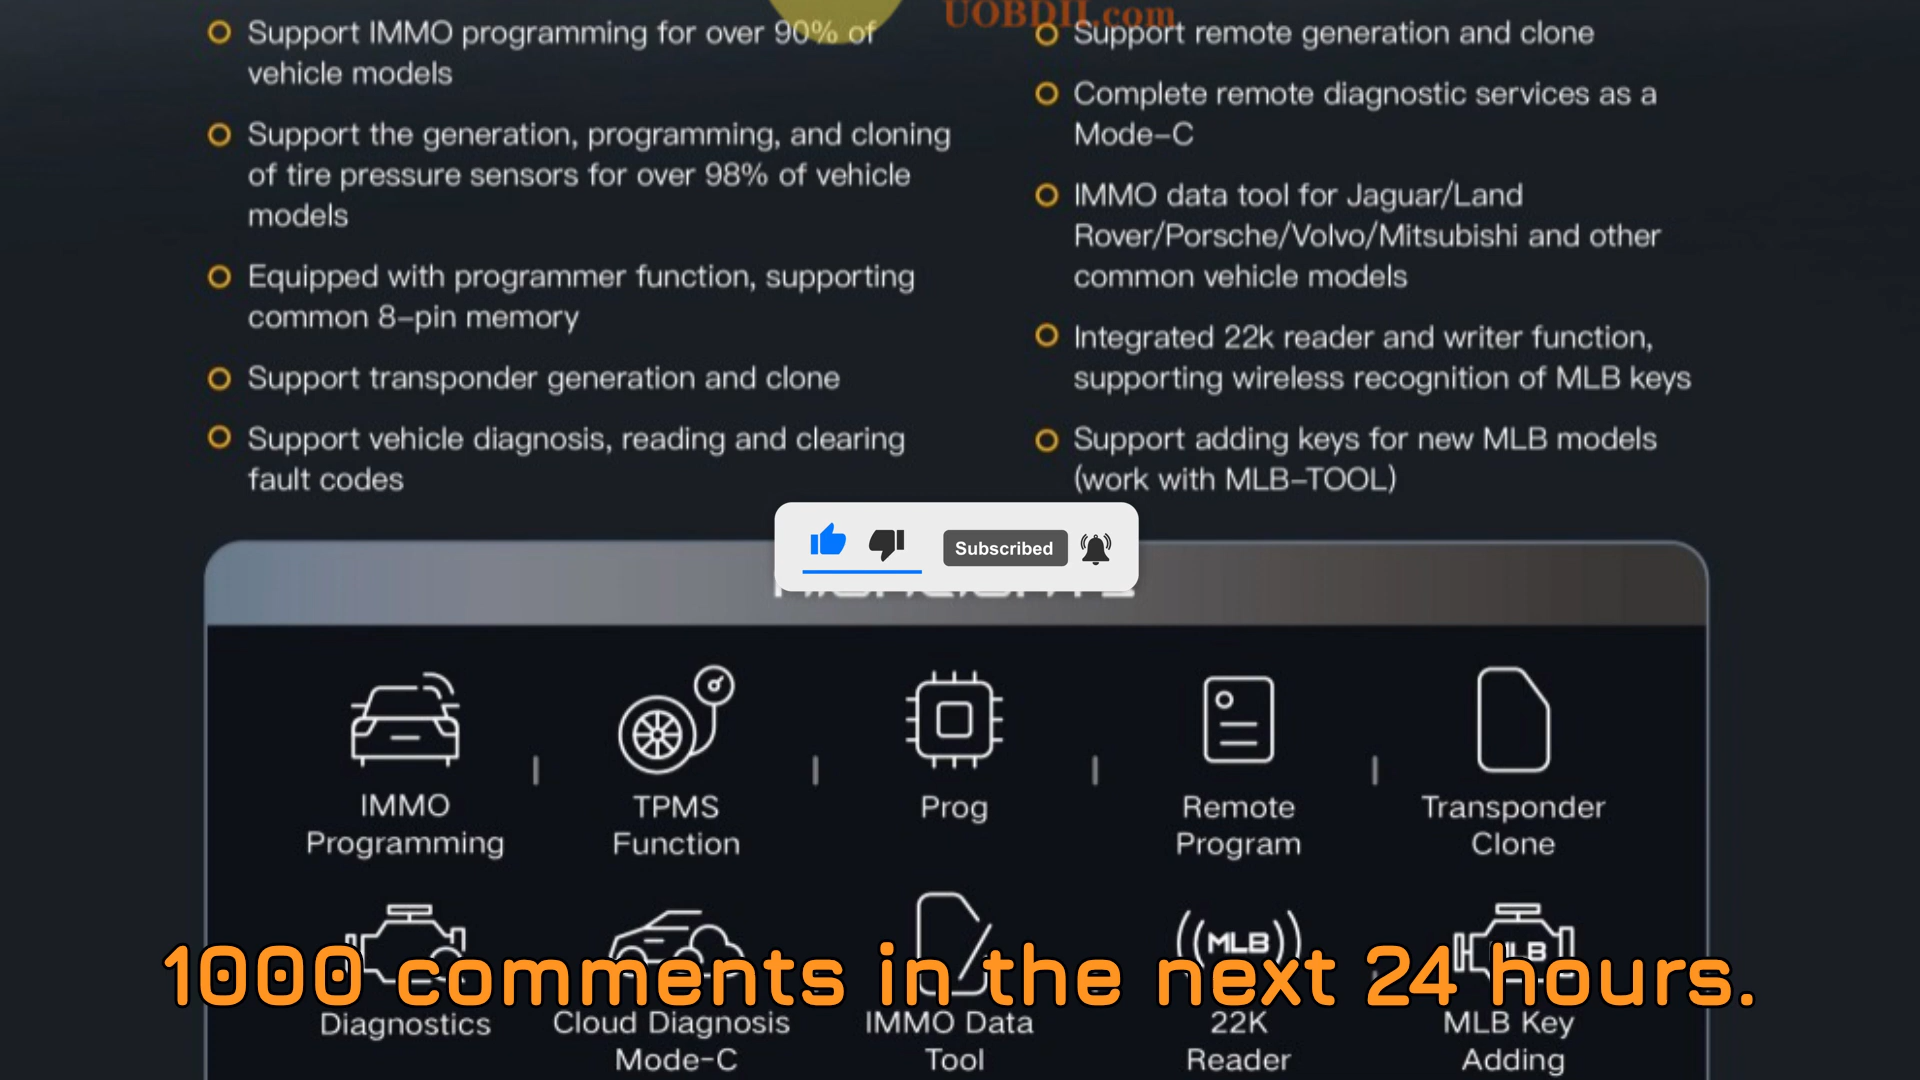 UOBDII.com
Support IMMO programming for over 90% of
vehicle models
Support the generation, programming, and cloning
of tire pressure sensors for over 98% of vehicle
models
Equipped with programmer function, supporting
common 8-pin memory
Support transponder generation and clone
Support vehicle diagnosis, reading and clearing
fault codes
Support remote generation and clone
Complete remote diagnostic services as a
Mode-C
IMMO data tool for Jaguar/Land
Rover/Porsche/Volvo/Mitsubishi and other
common vehicle models
Integrated 22k reader and writer function,
supporting wireless recognition of MLB keys
Support adding keys for new MLB models
(work with MLB-TOOL)
Subscribed
IMMO
Programming
TPMS
Function
Prog
Remote
Program
Transponder
Clone
MLB
1000 comments in the next 24 hours.
Diagnostics
Cloud Diagnosis
Mode-C
IMMO Data
Tool
22K
Reader
MLB Key
Adding